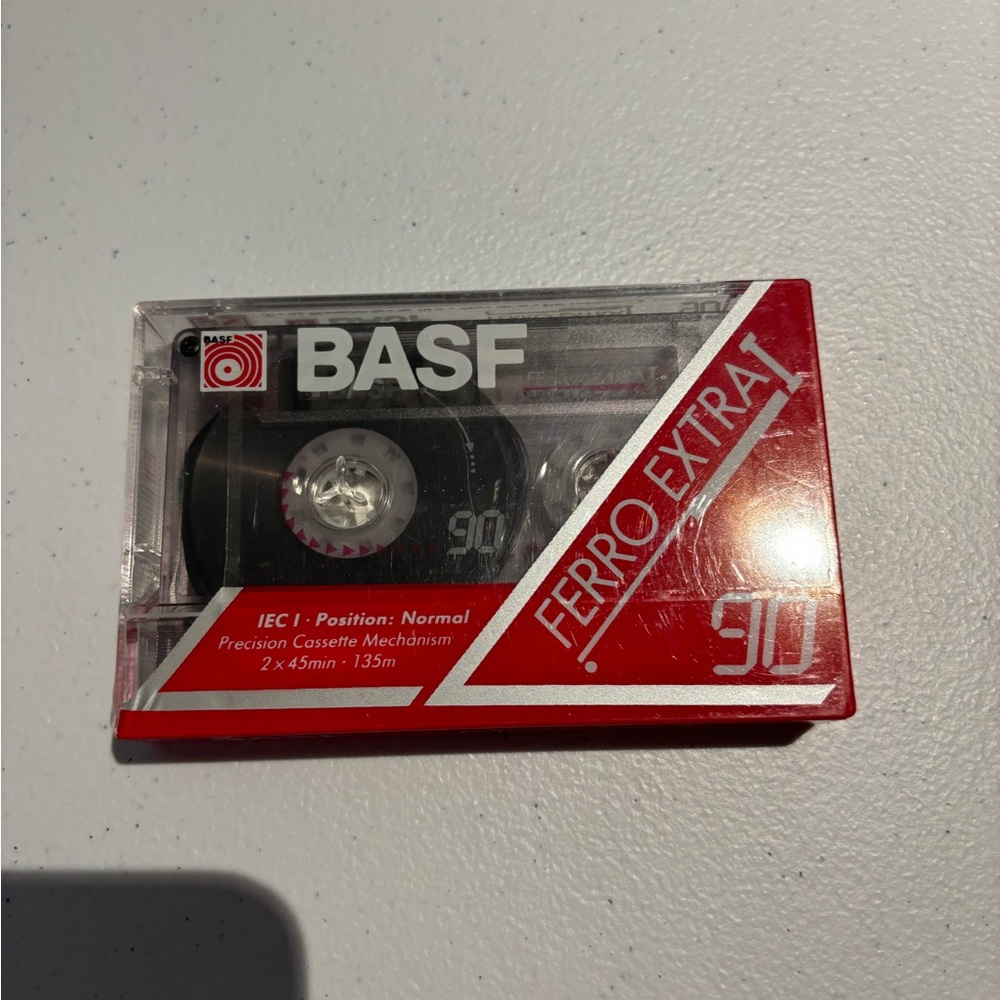 BASF
BASF
FERRO EXTRA I
90
90
IEC I · Position: Normal
Precision Cassette Mechanism
2 x 45min · 135m